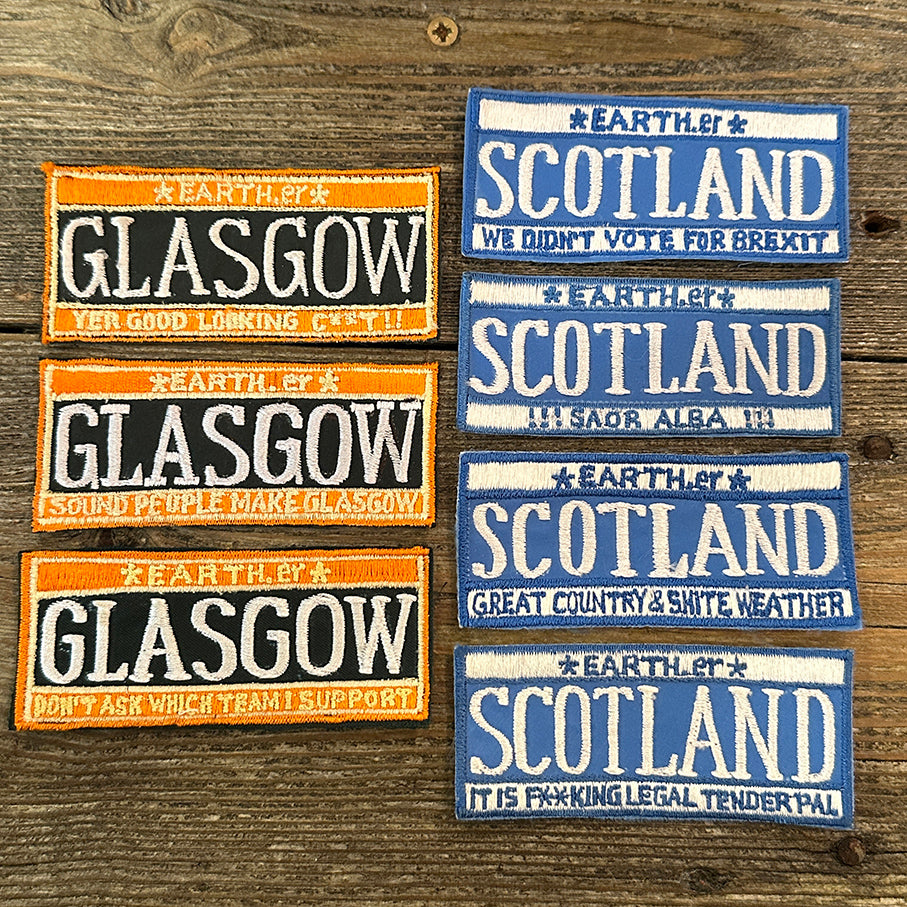 *EARTH.er*
GLASGOW
YER GOOD LOOKING C**T!!
*EARTH.er*
GLASGOW
SOUND PEOPLE MAKE GLASGOW
*EARTH.er*
GLASGOW
DON'T ASK WHICH TEAM I SUPPORT
*EARTH.er*
SCOTLAND
WE DIDN'T VOTE FOR BREXIT
*EARTH.er*
SCOTLAND
!!! SAOR ALBA !!!
*EARTH.er*
SCOTLAND
GREAT COUNTRY & SHITE WEATHER
*EARTH.er*
SCOTLAND
IT IS F**KING LEGAL TENDER PAL